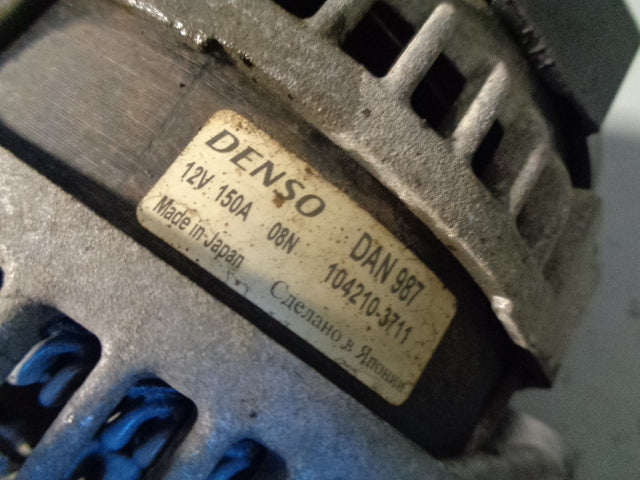 DENSO
12V 150A 08N DAN 987
Made in Japan 104210-3711
Сделано в Японии